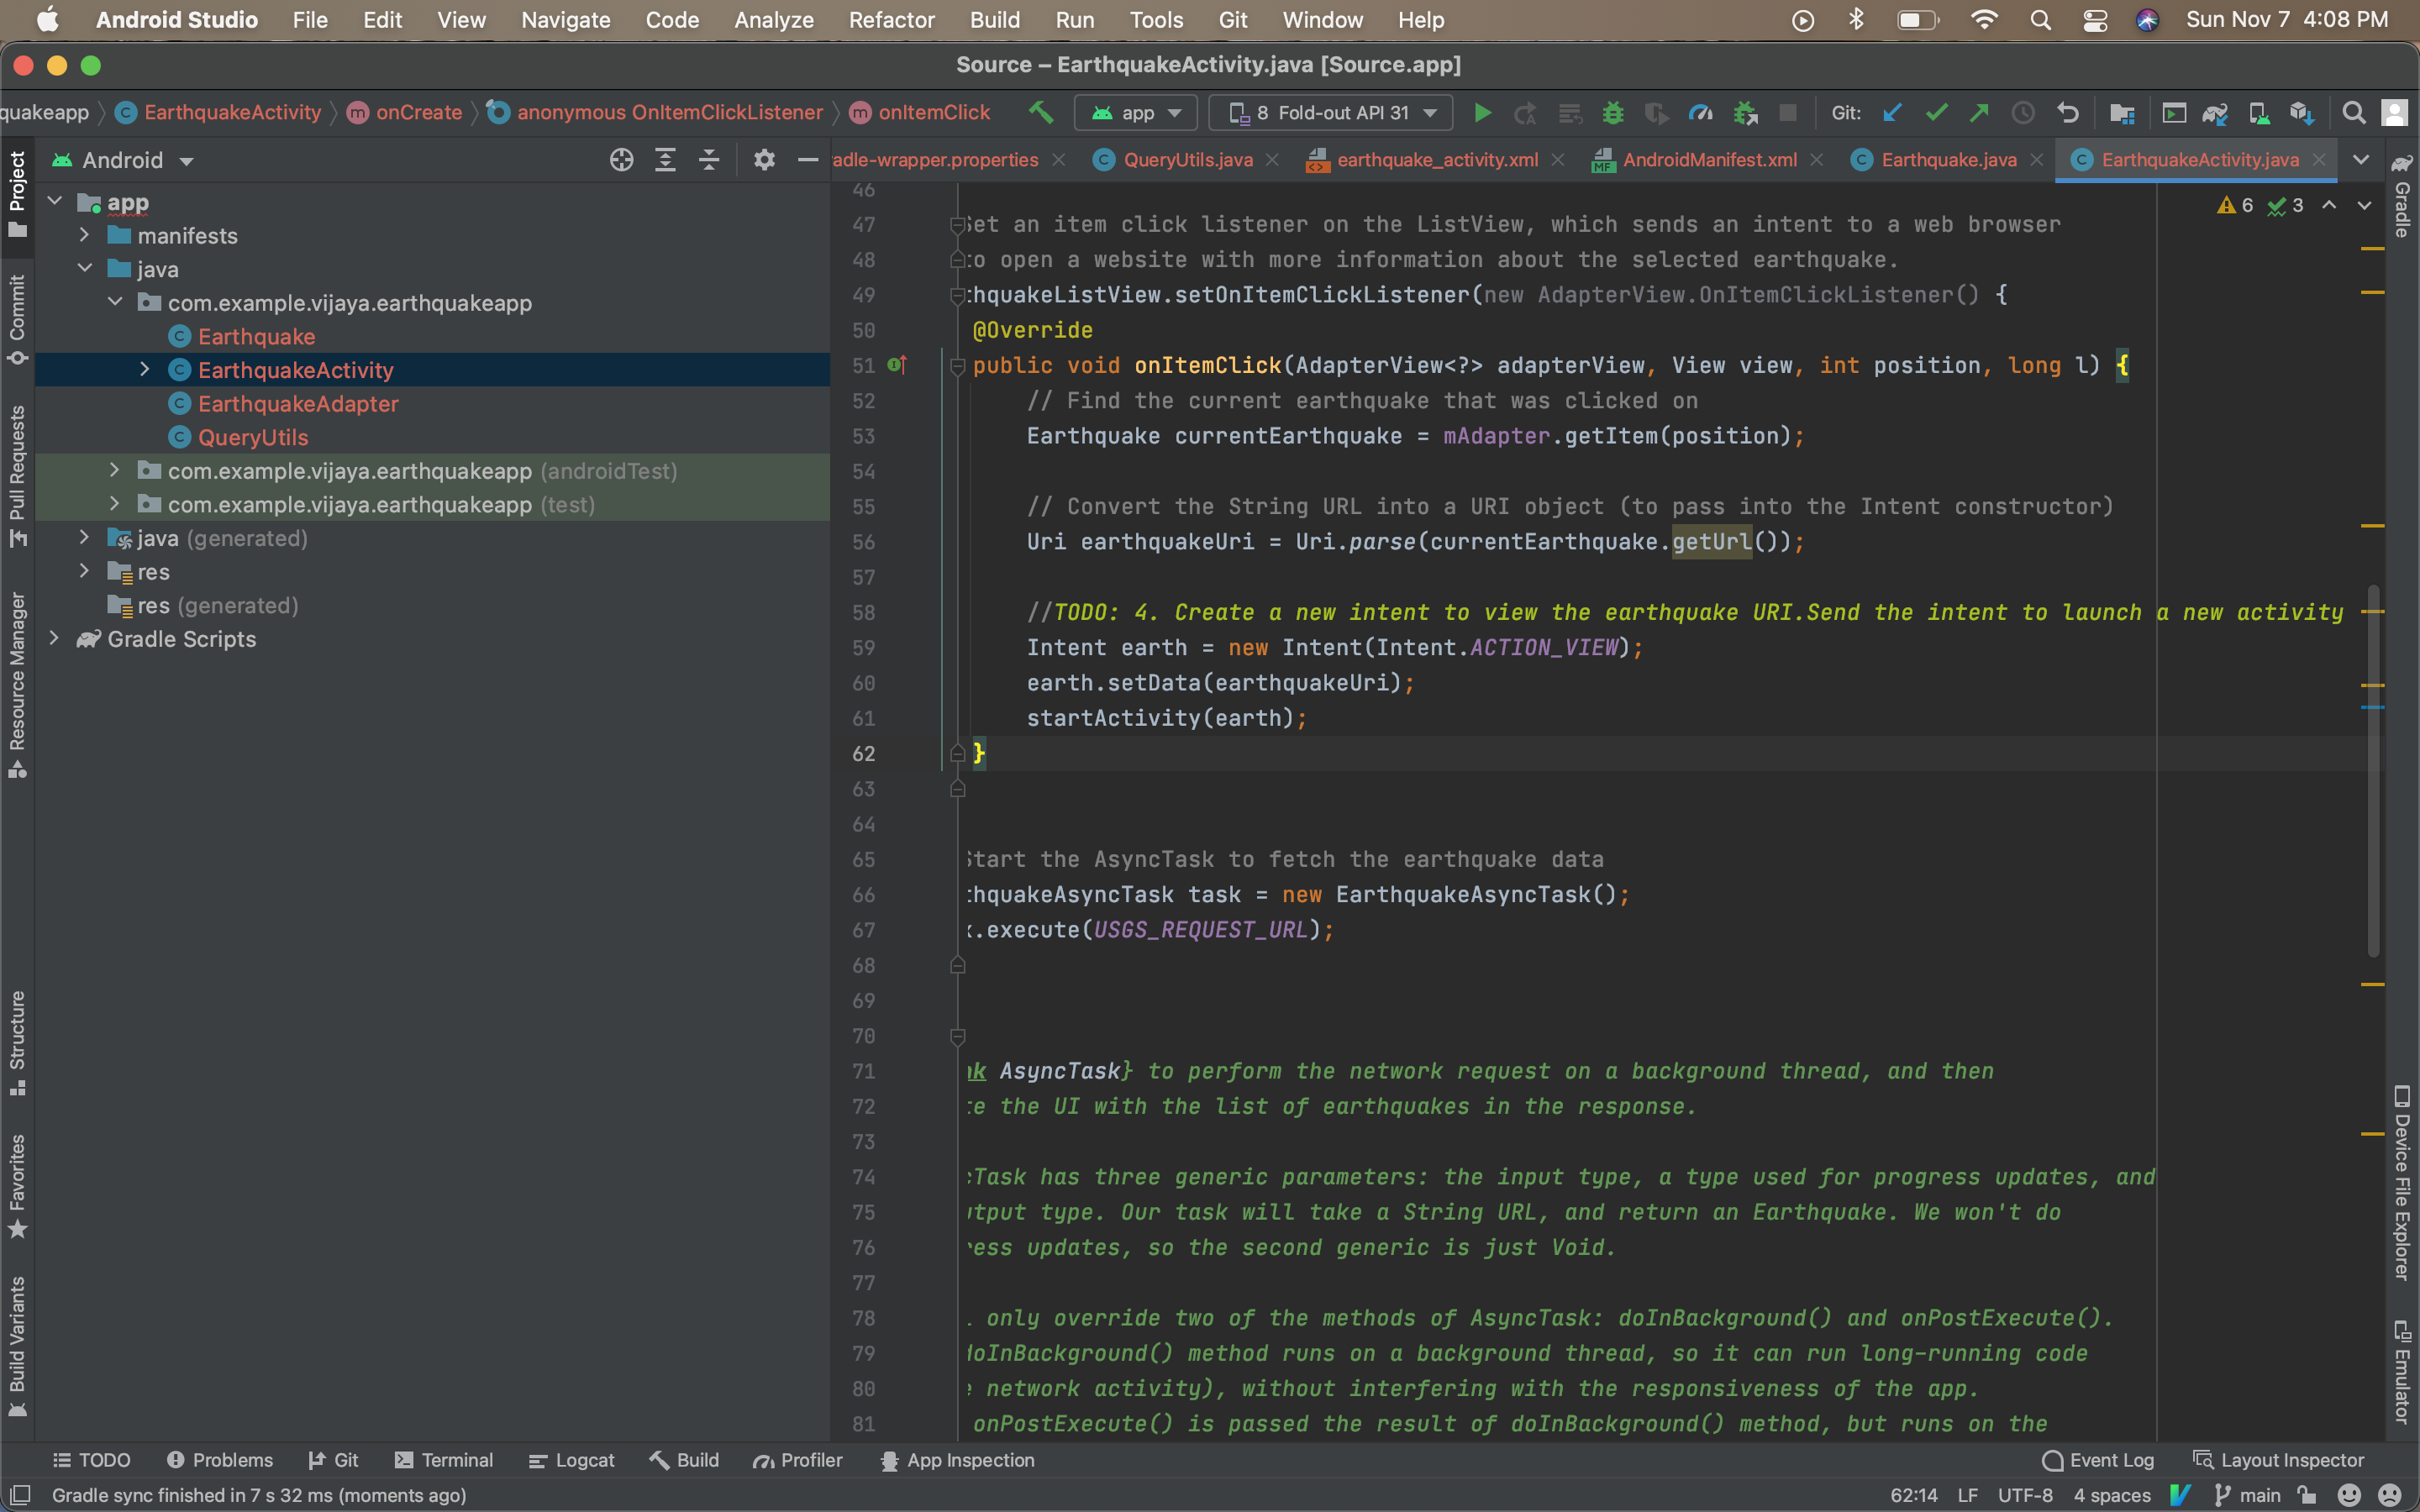 Android Studio File Edit View Navigate Code Analyze Refactor Build Run Tools Git Window Help Sun Nov 7 4:08 PM
Source – EarthquakeActivity.java [Source.app]
quakeapp EarthquakeActivity onCreate anonymous OnItemClickListener onItemClick app 8 Fold-out API 31 Git:
Android adle-wrapper.properties QueryUtils.java earthquake_activity.xml AndroidManifest.xml Earthquake.java EarthquakeActivity.java
Project
Commit
Pull Requests
Resource Manager
Structure
Favorites
Build Variants
app
manifests
java
com.example.vijaya.earthquakeapp
Earthquake
EarthquakeActivity
EarthquakeAdapter
QueryUtils
com.example.vijaya.earthquakeapp (androidTest)
com.example.vijaya.earthquakeapp (test)
java (generated)
res
res (generated)
Gradle Scripts
6 3
46
47 Set an item click listener on the ListView, which sends an intent to a web browser
48 to open a website with more information about the selected earthquake.
49 thquakeListView.setOnItemClickListener(new AdapterView.OnItemClickListener() {
50 @Override
51 public void onItemClick(AdapterView<?> adapterView, View view, int position, long l) {
52 // Find the current earthquake that was clicked on
53 Earthquake currentEarthquake = mAdapter.getItem(position);
54
55 // Convert the String URL into a URI object (to pass into the Intent constructor)
56 Uri earthquakeUri = Uri.parse(currentEarthquake.getUrl());
57
58 //TODO: 4. Create a new intent to view the earthquake URI.Send the intent to launch a new activity
59 Intent earth = new Intent(Intent.ACTION_VIEW);
60 earth.setData(earthquakeUri);
61 startActivity(earth);
62 }
63
64
65 Start the AsyncTask to fetch the earthquake data
66 thquakeAsyncTask task = new EarthquakeAsyncTask();
67 k.execute(USGS_REQUEST_URL);
68
69
70
71 nk AsyncTask} to perform the network request on a background thread, and then
72 te the UI with the list of earthquakes in the response.
73
74 cTask has three generic parameters: the input type, a type used for progress updates, and
75 utput type. Our task will take a String URL, and return an Earthquake. We won't do
76 ress updates, so the second generic is just Void.
77
78 only override two of the methods of AsyncTask: doInBackground() and onPostExecute().
79 doInBackground() method runs on a background thread, so it can run long-running code
80 network activity), without interfering with the responsiveness of the app.
81 onPostExecute() is passed the result of doInBackground() method, but runs on the
Gradle
Device File Explorer
Emulator
TODO Problems Git Terminal Logcat Build Profiler App Inspection Event Log Layout Inspector
Gradle sync finished in 7 s 32 ms (moments ago) 62:14 LF UTF-8 4 spaces main